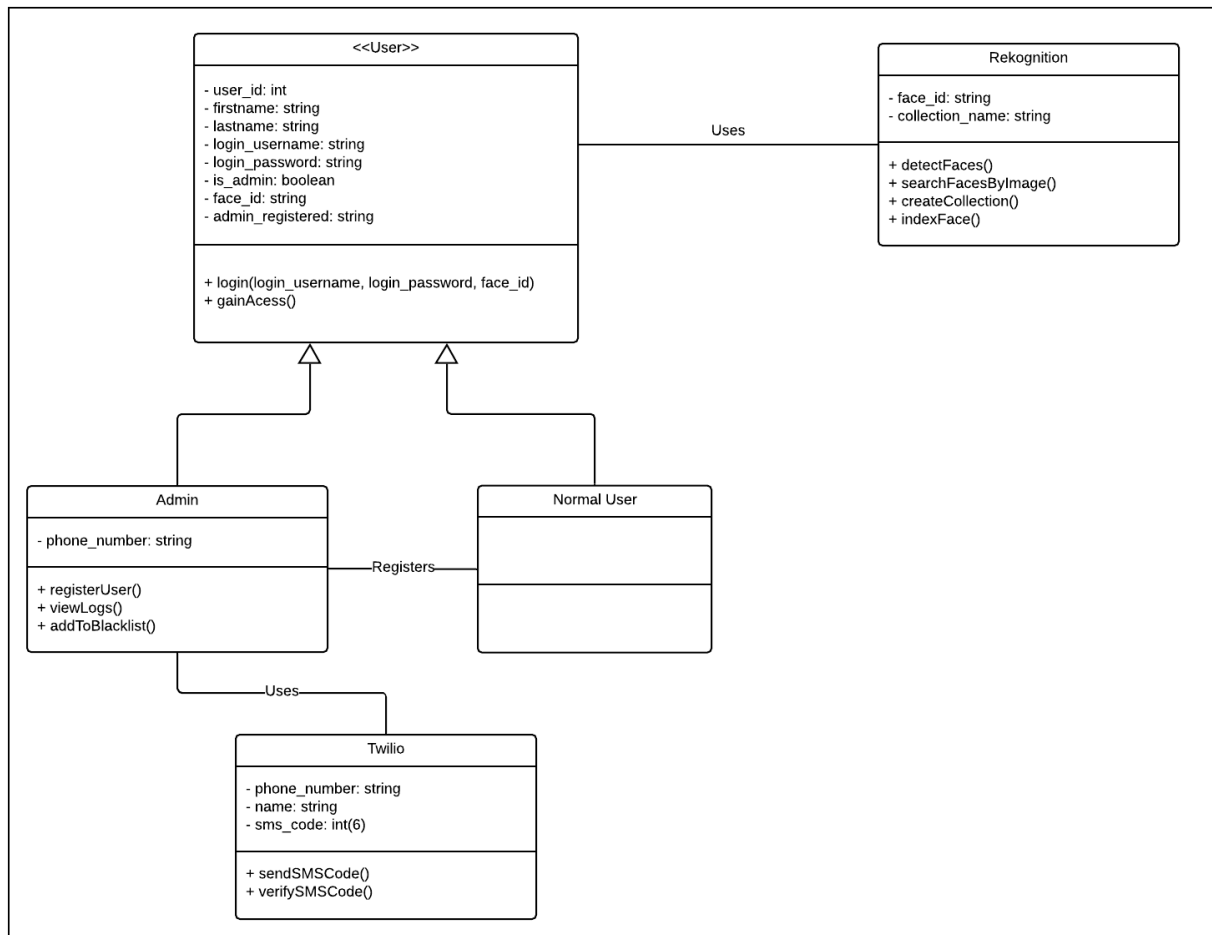 <<User>>
- user_id: int
- firstname: string
- lastname: string
- login_username: string
- login_password: string
- is_admin: boolean
- face_id: string
- admin_registered: string
+ login(login_username, login_password, face_id)
+ gainAcess()
Uses
Rekognition
- face_id: string
- collection_name: string
+ detectFaces()
+ searchFacesByImage()
+ createCollection()
+ indexFace()
Admin
- phone_number: string
+ registerUser()
+ viewLogs()
+ addToBlacklist()
Registers
Normal User
Uses
Twilio
- phone_number: string
- name: string
- sms_code: int(6)
+ sendSMSCode()
+ verifySMSCode()